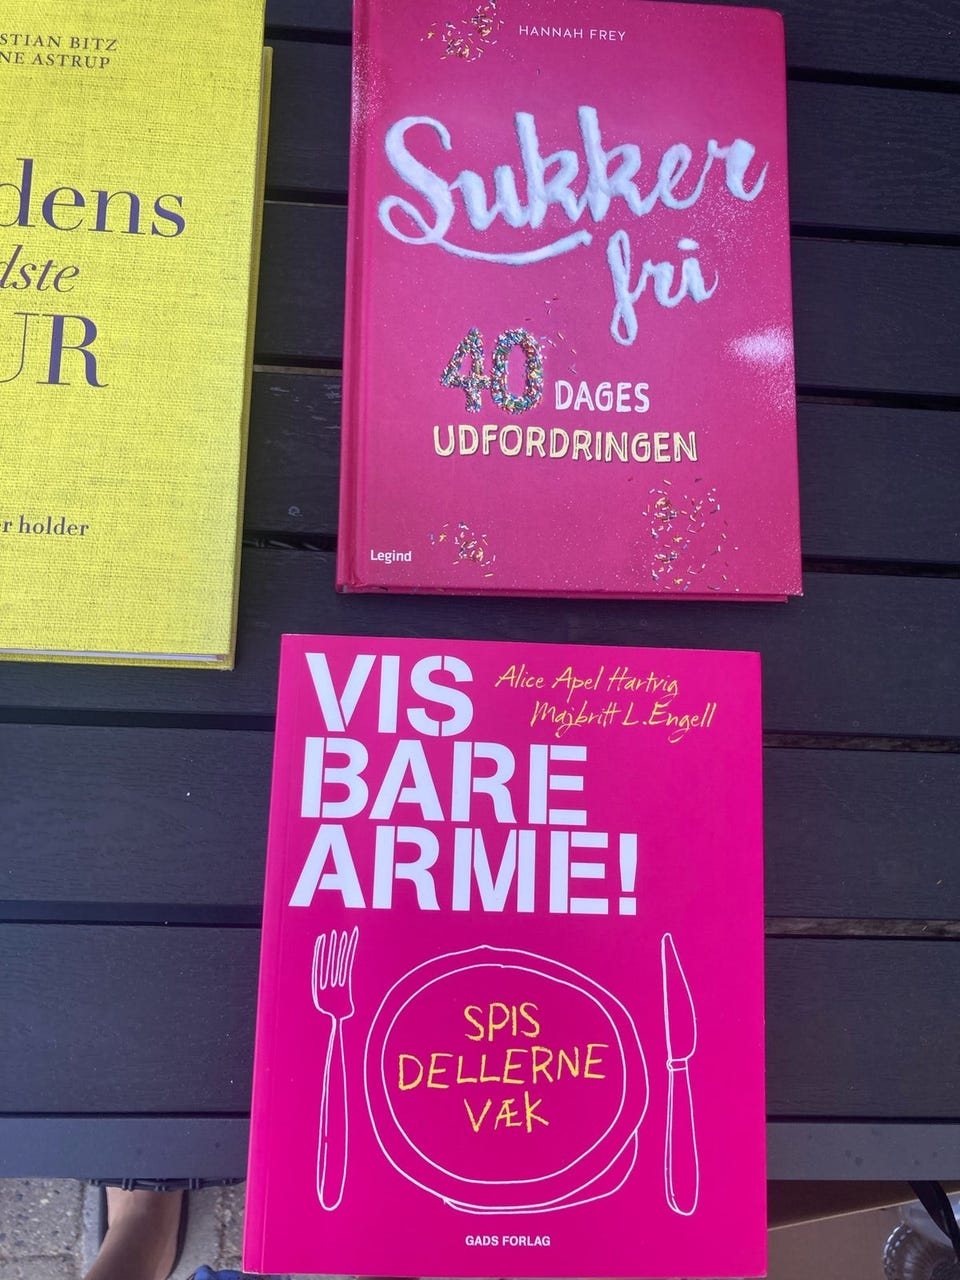 STIAN BITZ
NE ASTRUP
dens
dste
UR
er holder
HANNAH FREY
Sukker
fri
40 DAGES
UDFORDRINGEN
Legind
VIS
BARE
ARME!
Alice Apel Hartvig
Majbritt L. Engell
SPIS
DELLERNE
VÆK
GADS FORLAG